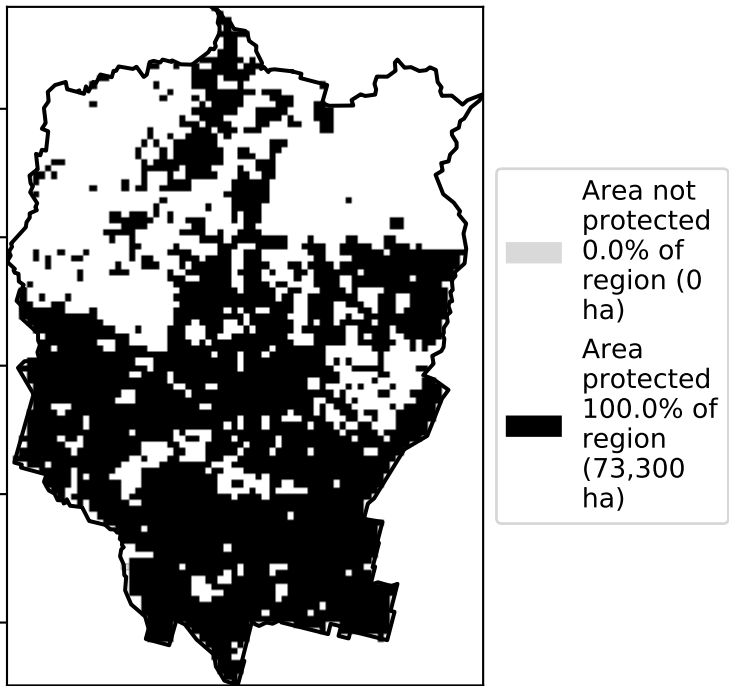 Area not
protected
0.0% of
region (0
ha)
Area
protected
100.0% of
region
(73,300
ha)